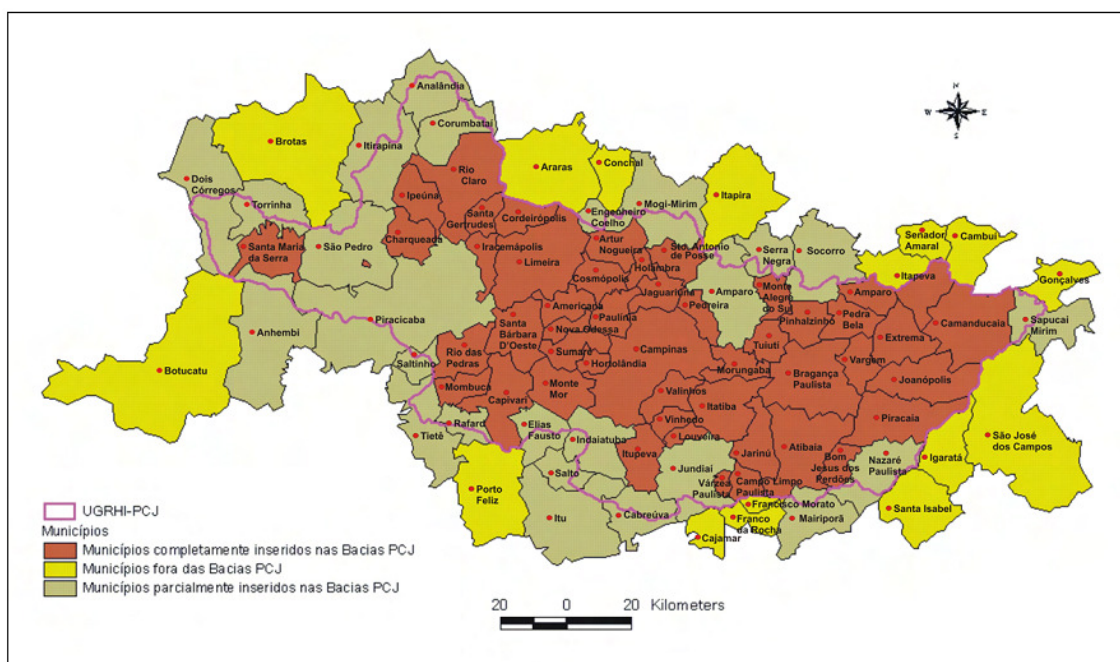 Analândia
Corumbataí
Brotas
Itirapina
N
W E
S
Araras
Conchal
Rio
Claro
Itapira
Dois
Córregos
Ipeúna
Torrinha
Engenheiro
Coelho
Mogi-Mirim
Santa
Gertrudes
Cordeirópolis
Senador
Amaral
Cambuí
Charqueada
Santa Maria
da Serra
São Pedro
Iracemápolis
Artur
Nogueira
Sto. Antonio
de Posse
Serra
Negra
Socorro
Limeira
Holambra
Itapeva
Gonçalves
Cosmópolis
Jaguariúna
Amparo
Monte
Alegre
do Sul
Amparo
Americana
Pedreira
Sapucaí
Mirim
Piracicaba
Paulínia
Pinhalzinho
Pedra
Bela
Camanducaia
Santa
Bárbara
D'Oeste
Nova Odessa
Anhembi
Extrema
Tuiuti
Rio das
Pedras
Sumaré
Campinas
Saltinho
Hortolândia
Morungaba
Vargem
Botucatu
Bragança
Paulista
Joanópolis
Mombuca
Monte
Mor
Capivari
Valinhos
Itatiba
Vinhedo
Piracaia
Rafard
Elias
Fausto
Tietê
Indaiatuba
Louveira
São José
dos Campos
Itupeva
Jarinú
Atibaia
Bom
Jesus dos
Perdões
Nazaré
Paulista
Igaratá
Salto
Jundiaí
Várzea
Paulista
Campo Limpo
Paulista
Porto
Feliz
Francisco Morato
Santa Isabel
Itu
Cabreúva
Franco
da Rocha
Mairiporã
Cajamar
UGRHI-PCJ
Municípios
Municípios completamente inseridos nas Bacias PCJ
Municípios fora das Bacias PCJ
Municípios parcialmente inseridos nas Bacias PCJ
20 0 20 Kilometers